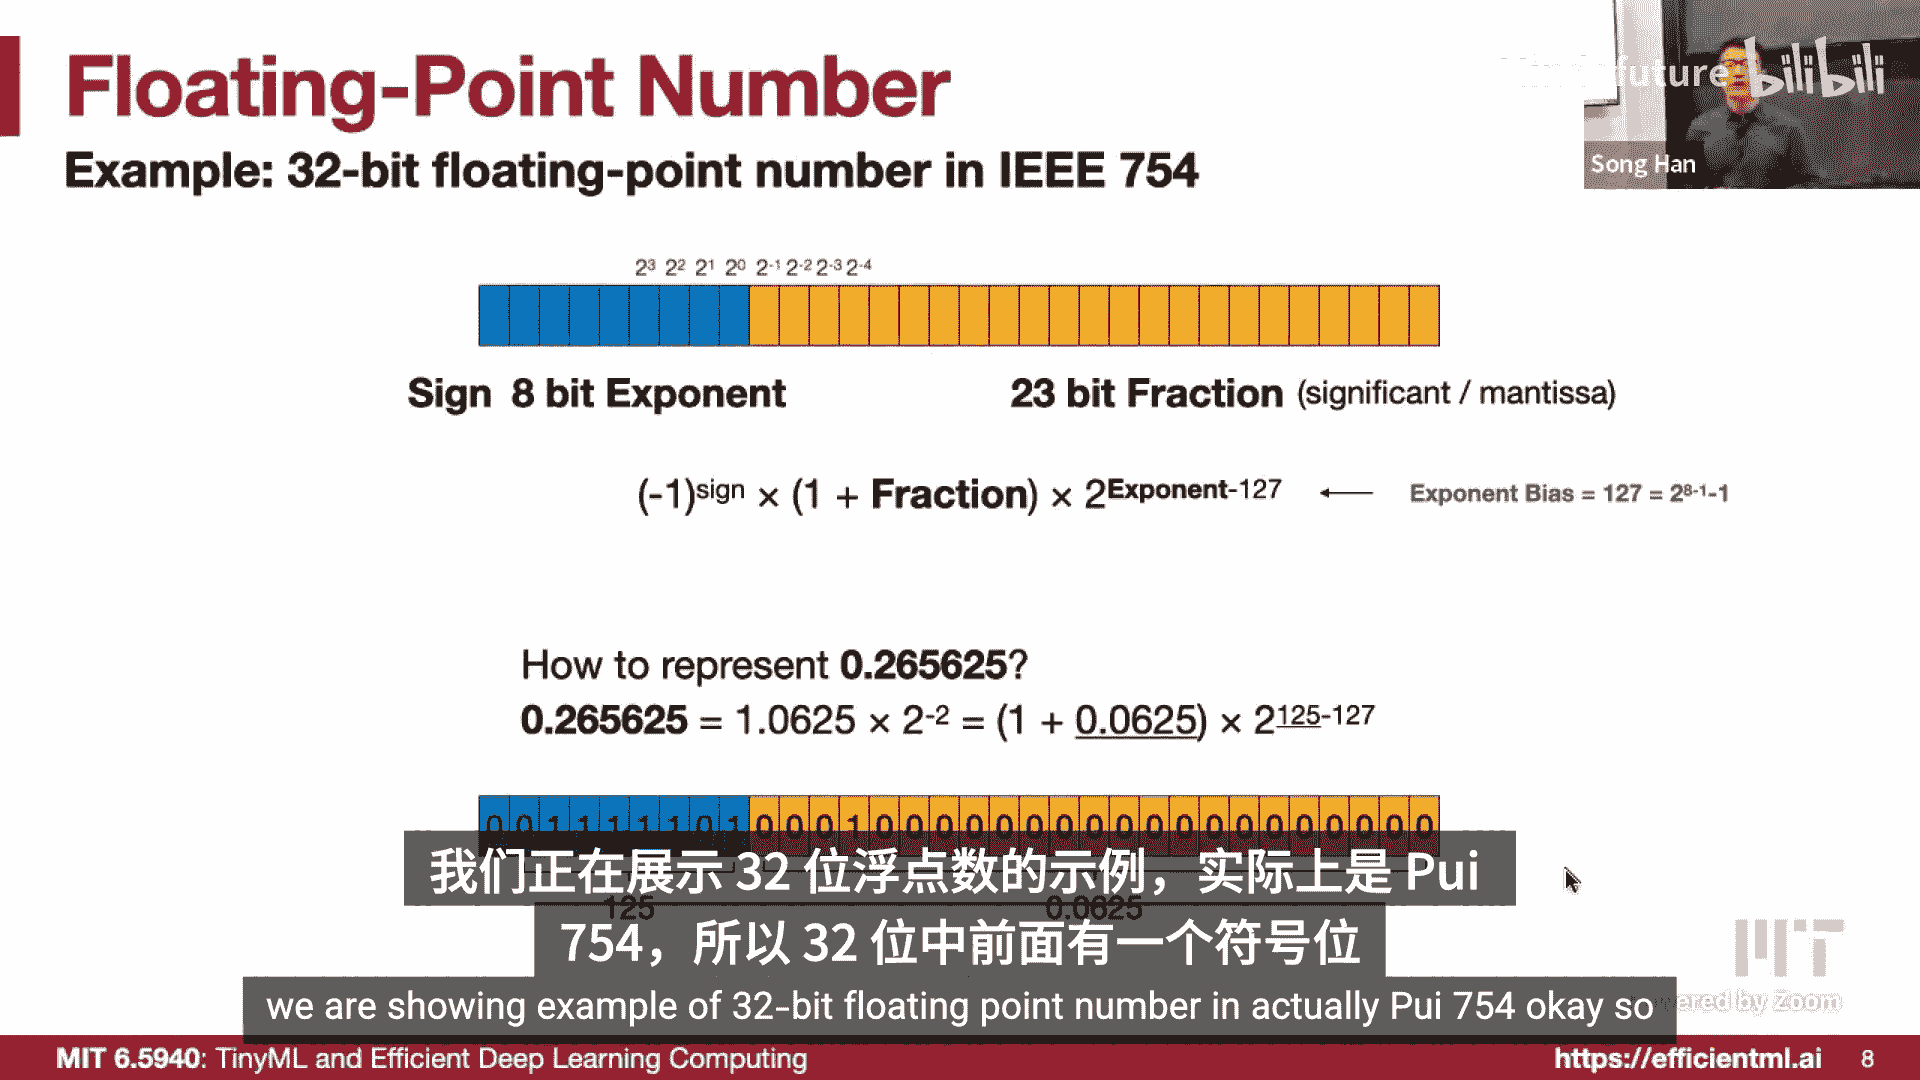 Floating-Point Number
future
bilibili
Example: 32-bit floating-point number in IEEE 754
Song Han
2³ 2² 2¹ 2⁰ 2⁻¹ 2⁻² 2⁻³ 2⁻⁴
Sign 8 bit Exponent 23 bit Fraction (significant / mantissa)
(-1)^sign × (1 + Fraction) × 2^Exponent-127 ← Exponent Bias = 127 = 2⁸⁻¹-1
How to represent 0.265625?
0.265625 = 1.0625 × 2⁻² = (1 + 0.0625) × 2¹²⁵⁻¹²⁷
0 0 1 1 1 1 1 0 1 0 0 0 1 0 0 0 0 0 0 0 0 0 0 0 0 0 0 0 0 0 0 0
125 0.0625
我们正在展示 32 位浮点数的示例，实际上是 Pui
754，所以 32 位中前面有一个符号位
we are showing example of 32-bit floating point number in actually Pui 754 okay so
MIT
by Zoom
MIT 6.5940: TinyML and Efficient Deep Learning Computing
https://efficientml.ai 8